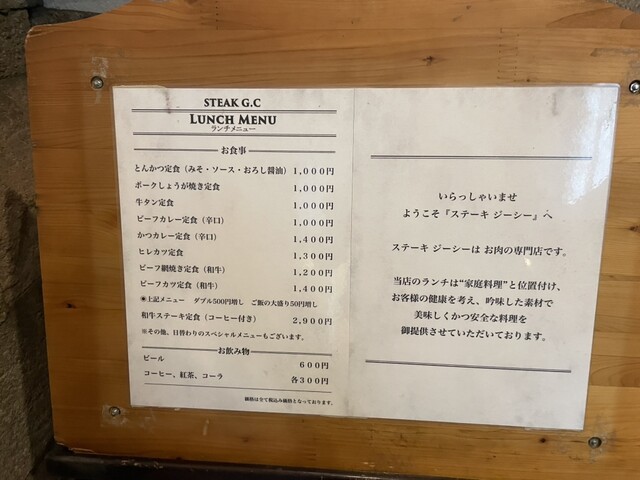 STEAK G.C
LUNCH MENU
ランチメニュー
お食事
とんかつ定食（みそ・ソース・おろし醤油） 1,000円
ポークしょうが焼き定食 1,000円
牛タン定食 1,000円
ビーフカレー定食（辛口） 1,000円
かつカレー定食（辛口） 1,400円
ヒレカツ定食 1,300円
ビーフ網焼き定食（和牛） 1,200円
ビーフカツ定食（和牛） 1,400円
◉上記メニュー ダブル500円増し ご飯の大盛り50円増し
和牛ステーキ定食（コーヒー付き） 2,900円
※その他、日替わりのスペシャルメニューもございます。
お飲み物
ビール 600円
コーヒー、紅茶、コーラ 各300円
価格は全て税込み価格となっております。
いらっしゃいませ
ようこそ『ステーキ ジーシー』へ
ステーキ ジーシーは お肉の専門店です。
当店のランチは“家庭料理”と位置付け、
お客様の健康を考え、吟味した素材で
美味しくかつ安全な料理を
御提供させていただいております。